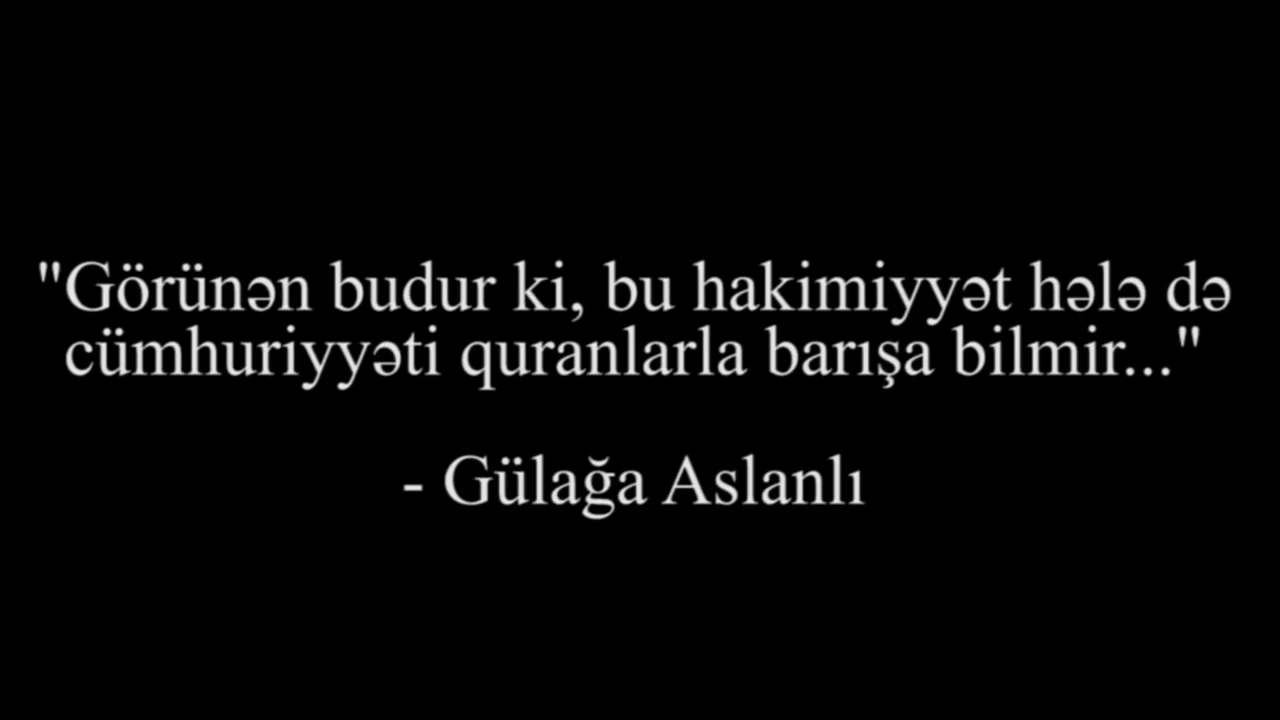 "Görünən budur ki, bu hakimiyyət hələ də
cümhuriyyəti quranlarla barışa bilmir..."
- Gülağa Aslanlı